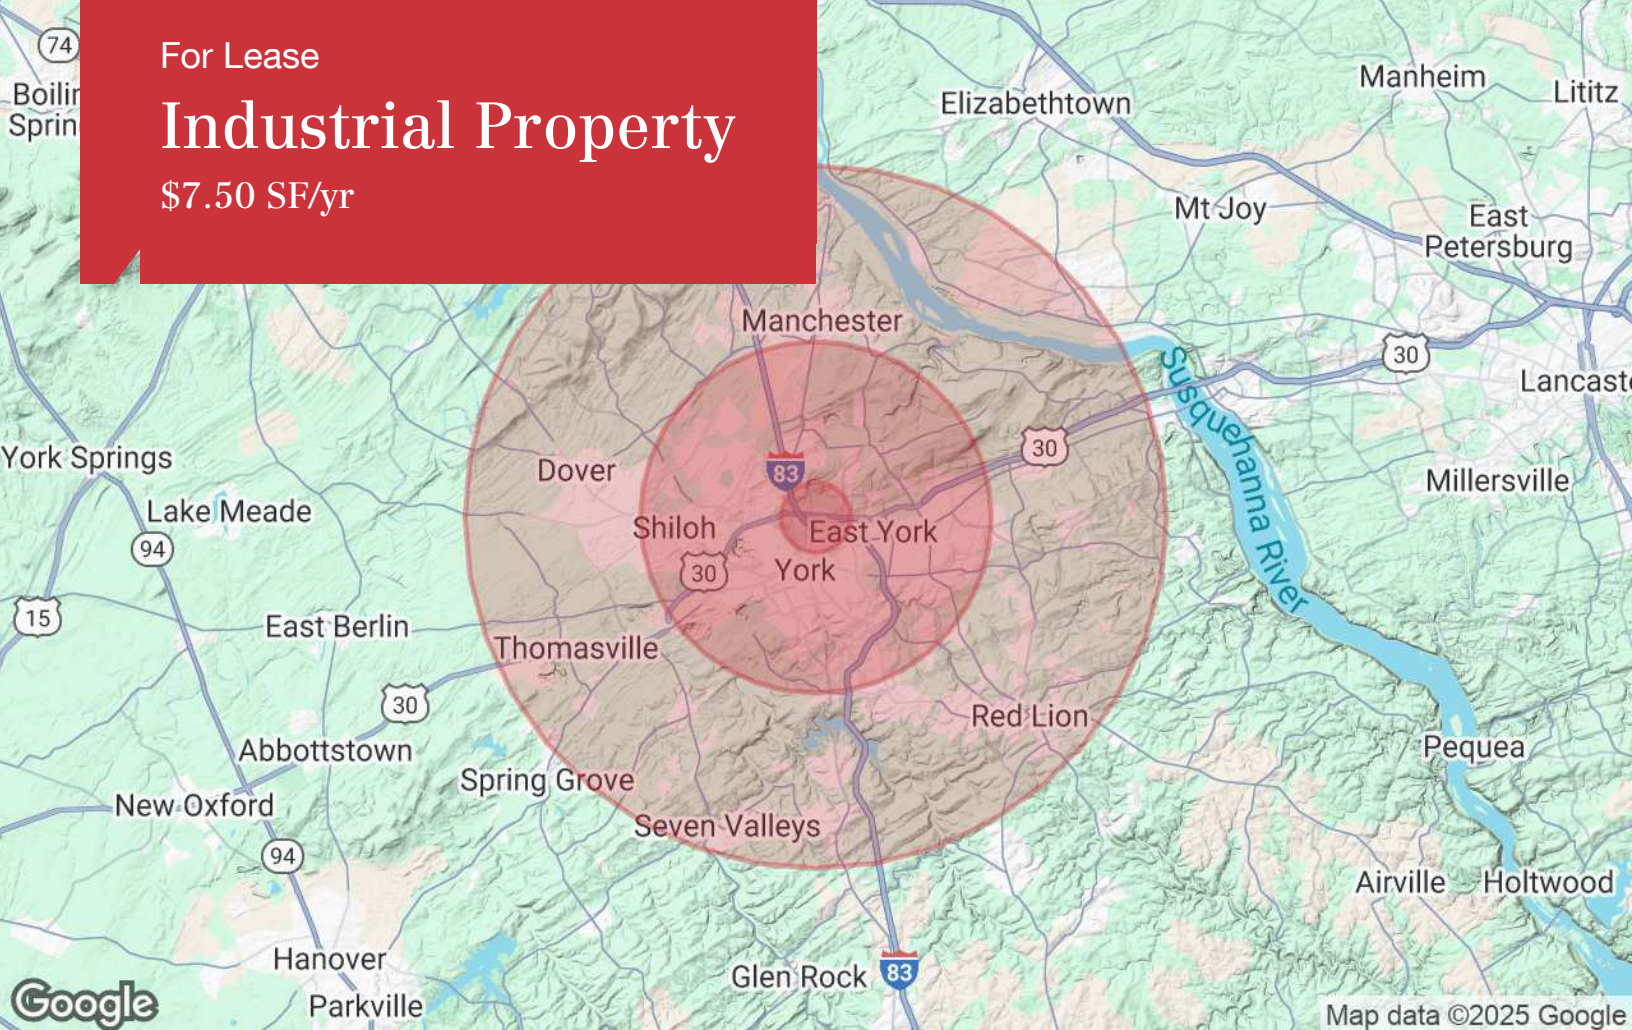 For Lease
Industrial Property
$7.50 SF/yr
74
Manheim
Lititz
Elizabethtown
Mt Joy
East
Petersburg
Manchester
30
Lancast
Susquehanna River
30
York Springs
Dover
83
Millersville
Lake Meade
Shiloh
East York
94
30
York
15
East Berlin
Thomasville
30
Red Lion
Abbottstown
Pequea
Spring Grove
New Oxford
Seven Valleys
94
Airville
Holtwood
Hanover
Glen Rock
83
Parkville
Google
Map data ©2025 Google